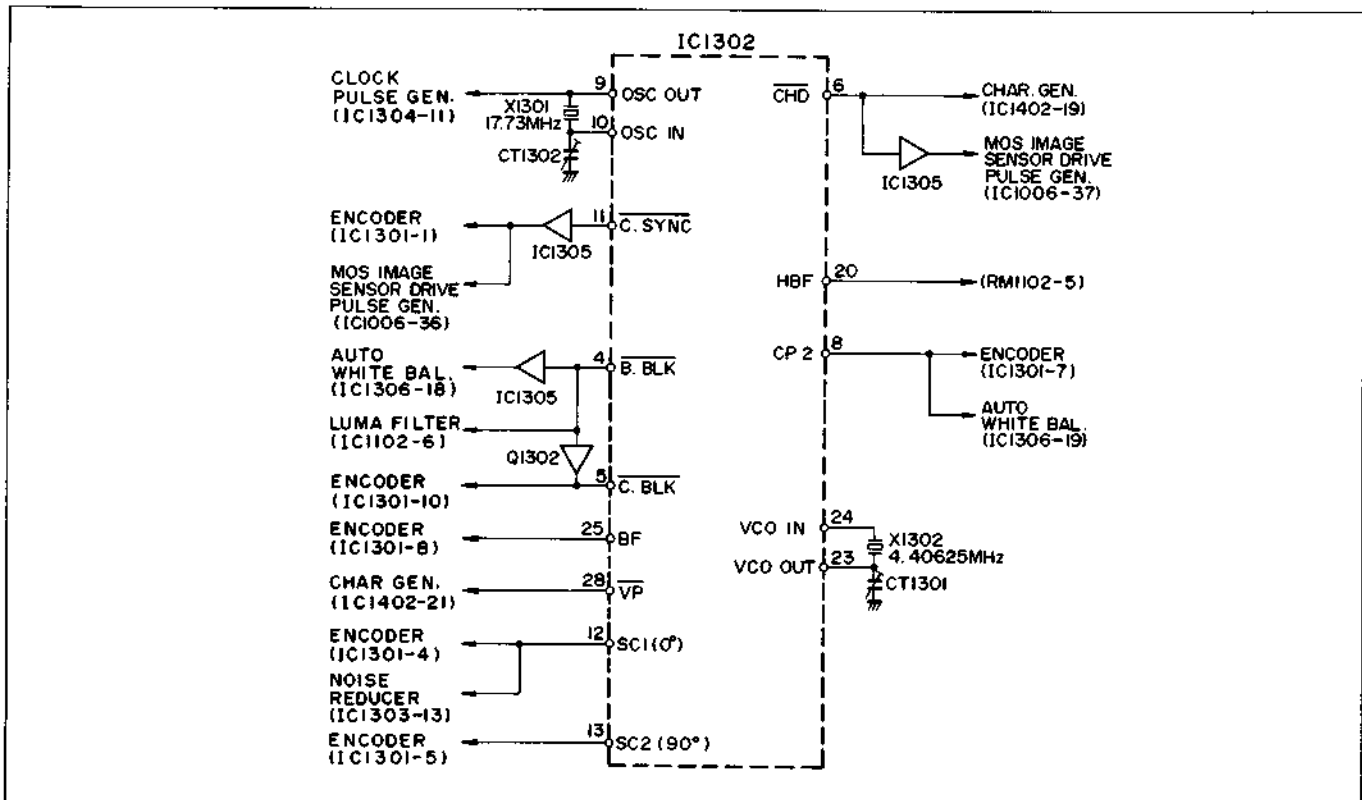 IC1302
CLOCK
PULSE GEN.
(IC1304-11)
9
OSC OUT
X1301
17.73MHz
10
OSC IN
CT1302
ENCODER
(IC1301-1)
11
C. SYNC
IC1305
MOS IMAGE
SENSOR DRIVE
PULSE GEN.
(IC1006-36)
AUTO
WHITE BAL.
(IC1306-18)
4
B. BLK
IC1305
LUMA FILTER
(IC1102-6)
Q1302
5
C. BLK
ENCODER
(IC1301-10)
ENCODER
(IC1301-8)
25
BF
CHAR GEN.
(IC1402-21)
28
VP
ENCODER
(IC1301-4)
12
SC1(0°)
NOISE
REDUCER
(IC1303-13)
ENCODER
(IC1301-5)
13
SC2 (90°)
CHD
6
CHAR. GEN.
(IC1402-19)
IC1305
MOS IMAGE
SENSOR DRIVE
PULSE GEN.
(IC1006-37)
HBF
20
(RM1102-5)
CP 2
8
ENCODER
(IC1301-7)
AUTO
WHITE BAL.
(IC1306-19)
VCO IN
24
X1302
4.40625MHz
VCO OUT
23
CT1301